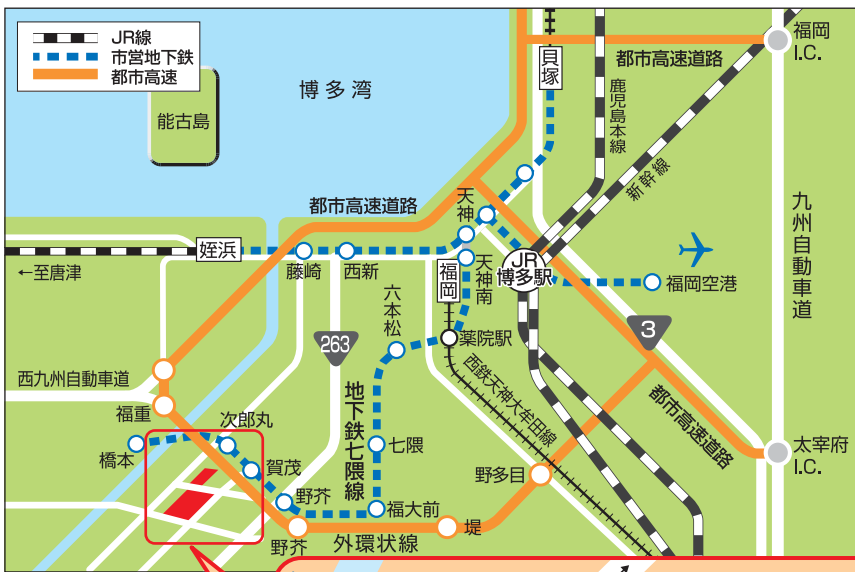 JR線
市営地下鉄
都市高速
博多湾
能古島
貝塚
都市高速道路
福岡
I.C.
鹿児島本線
新幹線
九州自動車道
天神
都市高速道路
姪浜
←至唐津
藤崎
西新
福岡
天神南
JR
博多駅
福岡空港
六本松
263
薬院駅
3
西九州自動車道
福重
次郎丸
地下鉄七隈線
西鉄天神大牟田線
都市高速道路
橋本
賀茂
七隈
太宰府
I.C.
野芥
福大前
野多目
野芥
外環状線
堤